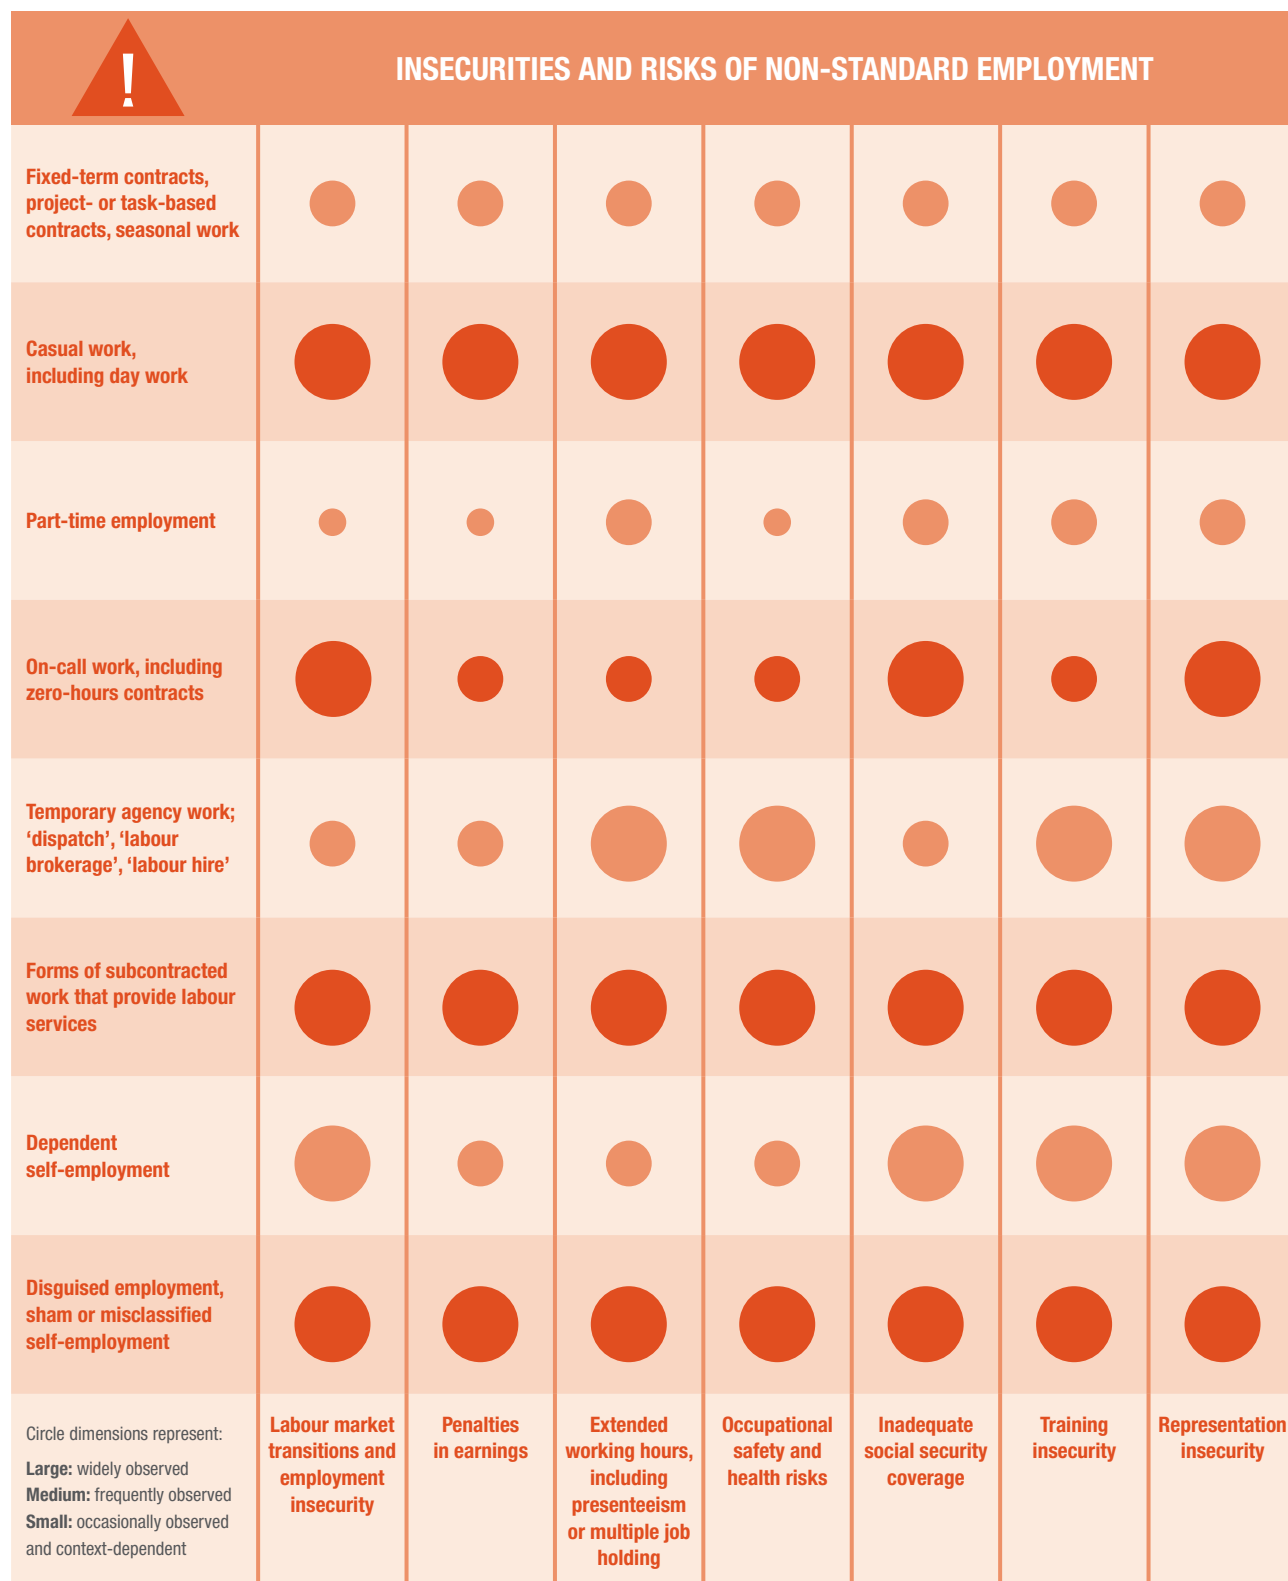 !
INSECURITIES AND RISKS OF NON-STANDARD EMPLOYMENT
Fixed-term contracts,
project- or task-based
contracts, seasonal work
Casual work,
including day work
Part-time employment
On-call work, including
zero-hours contracts
Temporary agency work;
‘dispatch’, ‘labour
brokerage’, ‘labour hire’
Forms of subcontracted
work that provide labour
services
Dependent
self-employment
Disguised employment,
sham or misclassified
self-employment
Circle dimensions represent:
Large: widely observed
Medium: frequently observed
Small: occasionally observed
and context-dependent
Labour market
transitions and
employment
insecurity
Penalties
in earnings
Extended
working hours,
including
presenteeism
or multiple job
holding
Occupational
safety and
health risks
Inadequate
social security
coverage
Training
insecurity
Representation
insecurity